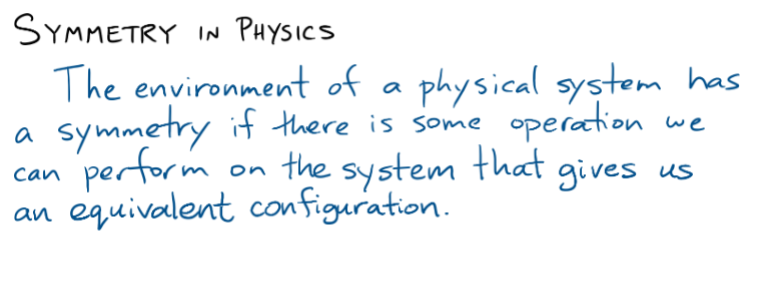 SYMMETRY IN PHYSICS
The environment of a physical system has
a symmetry if there is some operation we
can perform on the system that gives us
an equivalent configuration.